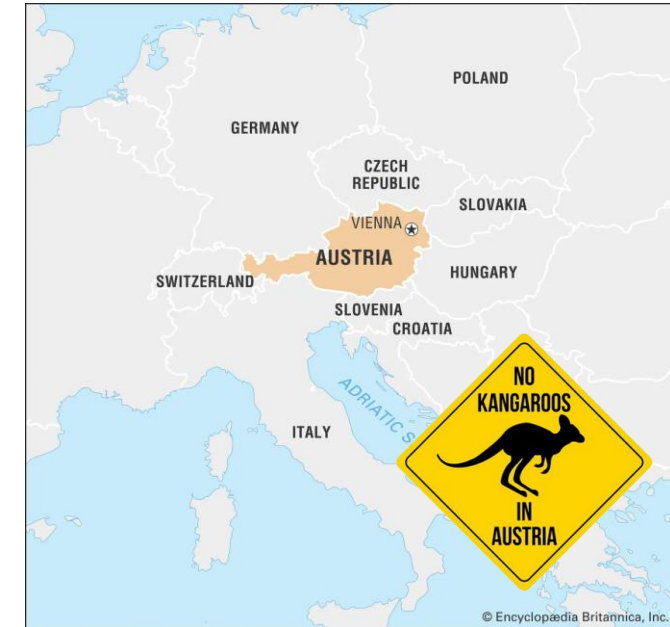 POLAND
GERMANY
CZECH
REPUBLIC
SLOVAKIA
VIENNA
AUSTRIA
HUNGARY
SWITZERLAND
SLOVENIA
CROATIA
ADRIATIC S
ITALY
NO
KANGAROOS
IN
AUSTRIA
© Encyclopædia Britannica, Inc.